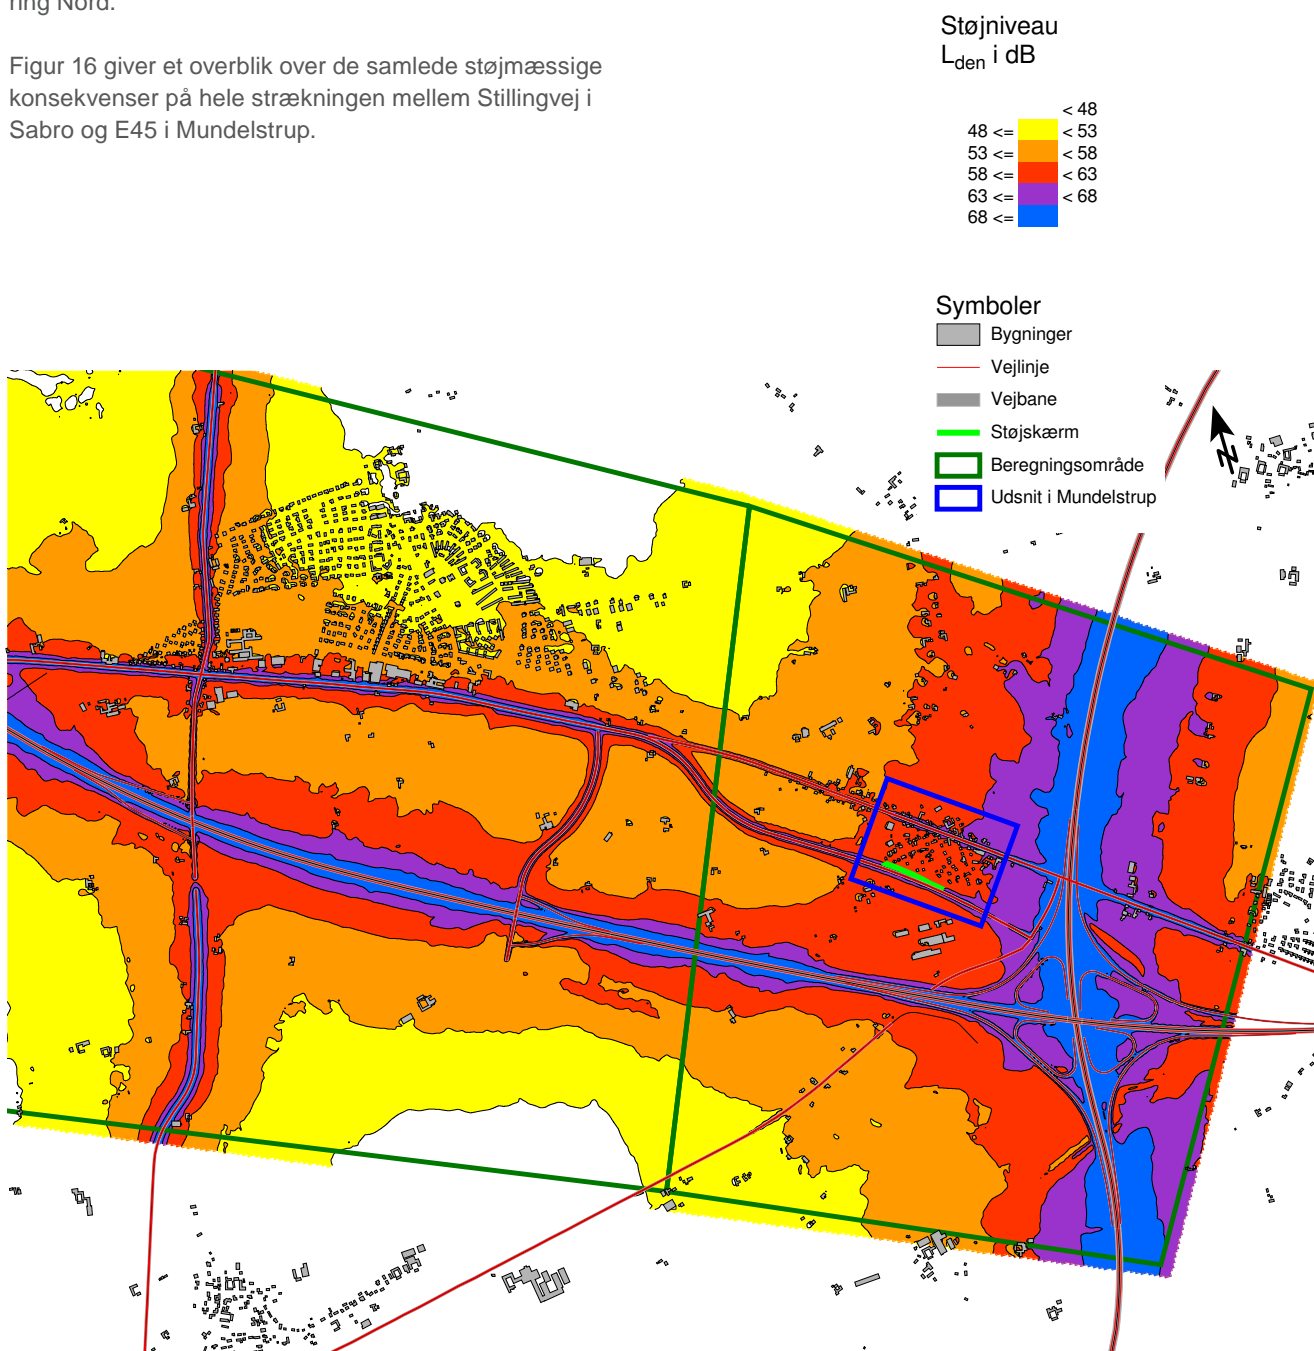 ring Nord.
Figur 16 giver et overblik over de samlede støjmæssige
konsekvenser på hele strækningen mellem Stillingvej i
Sabro og E45 i Mundelstrup.
Støjniveau
Lden i dB
< 48
48 <= < 53
53 <= < 58
58 <= < 63
63 <= < 68
68 <=
Symboler
Bygninger
Vejlinje
Vejbane
Støjskærm
Beregningsområde
Udsnit i Mundelstrup
N